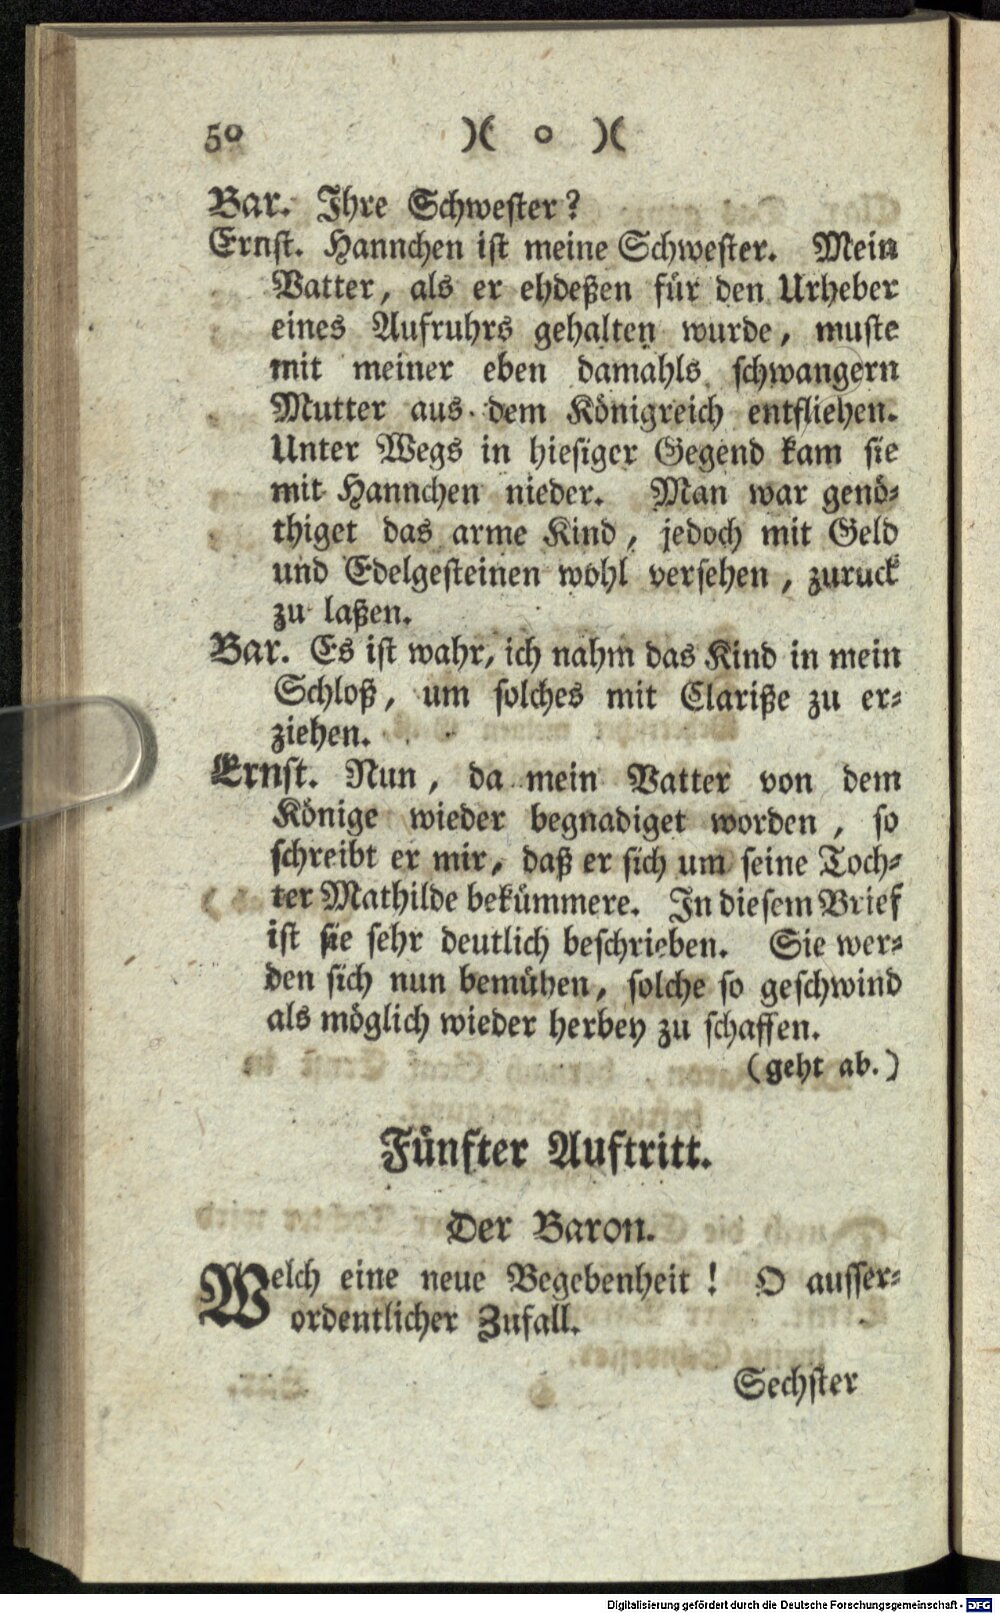 50 )( o )(
Bar. Ihre Schwester?
Ernst. Hannchen ist meine Schwester. Mein
Vatter, als er ehdeßen für den Urheber
eines Aufruhrs gehalten wurde, muste
mit meiner eben damahls schwangern
Mutter aus dem Königreich entfliehen.
Unter Wegs in hiesiger Gegend kam sie
mit Hannchen nieder. Man war genö-
thiget das arme Kind, jedoch mit Geld
und Edelgesteinen wohl versehen, zuruck
zu laßen.
Bar. Es ist wahr, ich nahm das Kind in mein
Schloß, um solches mit Clariße zu er-
ziehen.
Ernst. Nun, da mein Vatter von dem
Könige wieder begnadiget worden, so
schreibt er mir, daß er sich um seine Toch-
ter Mathilde bekümmere. In diesem Brief
ist sie sehr deutlich beschrieben. Sie wer-
den sich nun bemühen, solche so geschwind
als möglich wieder herbey zu schaffen.
(geht ab.)
Fünfter Auftritt.
Der Baron.
Welch eine neue Begebenheit! O ausser-
ordentlicher Zufall.
Sechster
Digitalisierung gefördert durch die Deutsche Forschungsgemeinschaft - DFG